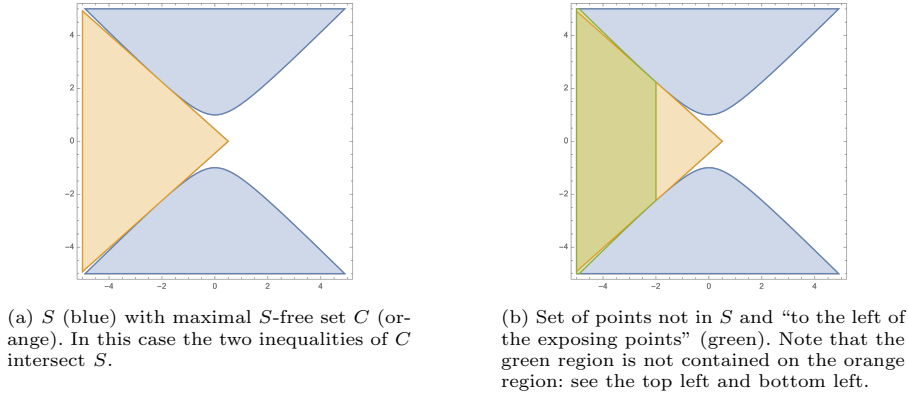 4
2
0
−2
−4
−4
−2
0
2
4
4
2
0
−2
−4
−4
−2
0
2
4
(a) S (blue) with maximal S-free set C (or-
ange). In this case the two inequalities of C
intersect S.
(b) Set of points not in S and “to the left of
the exposing points” (green). Note that the
green region is not contained on the orange
region: see the top left and bottom left.